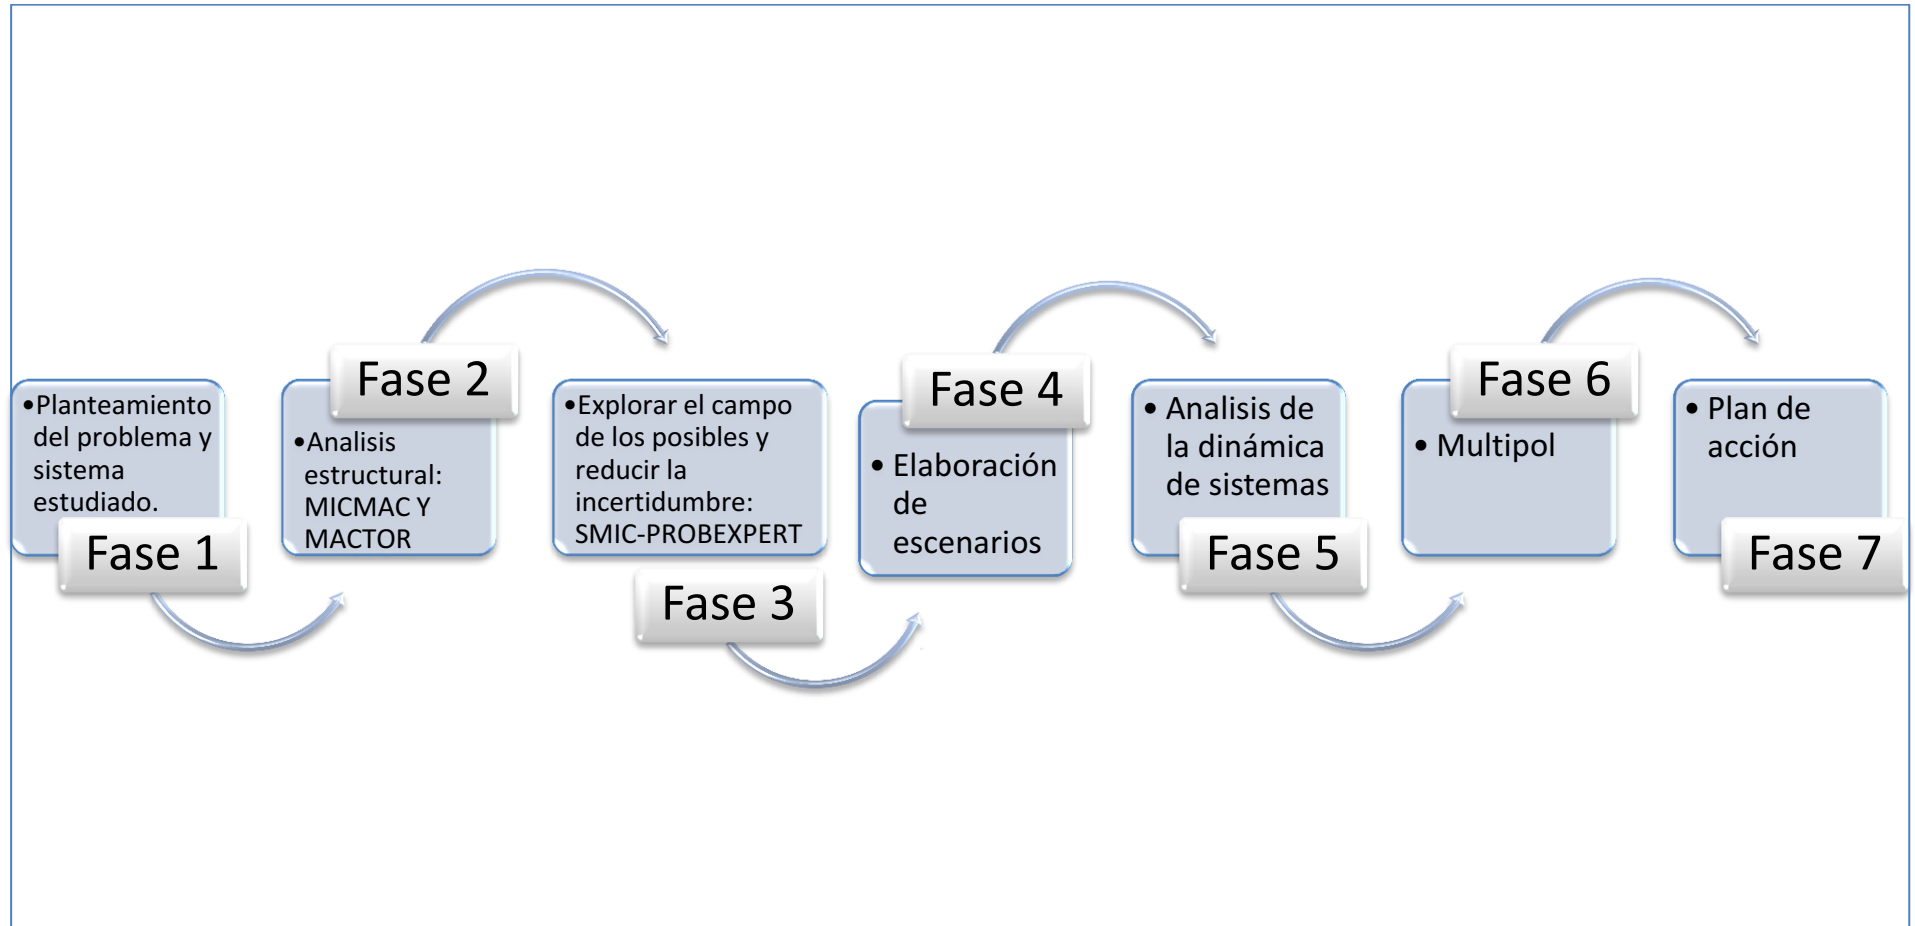 •Planteamiento
del problema y
sistema
estudiado.
Fase 1
Fase 2
•Analisis
estructural:
MICMAC Y
MACTOR
•Explorar el campo
de los posibles y
reducir la
incertidumbre:
SMIC-PROBEXPERT
Fase 3
Fase 4
• Elaboración
de
escenarios
• Analisis de
la dinámica
de sistemas
Fase 5
Fase 6
• Multipol
• Plan de
acción
Fase 7